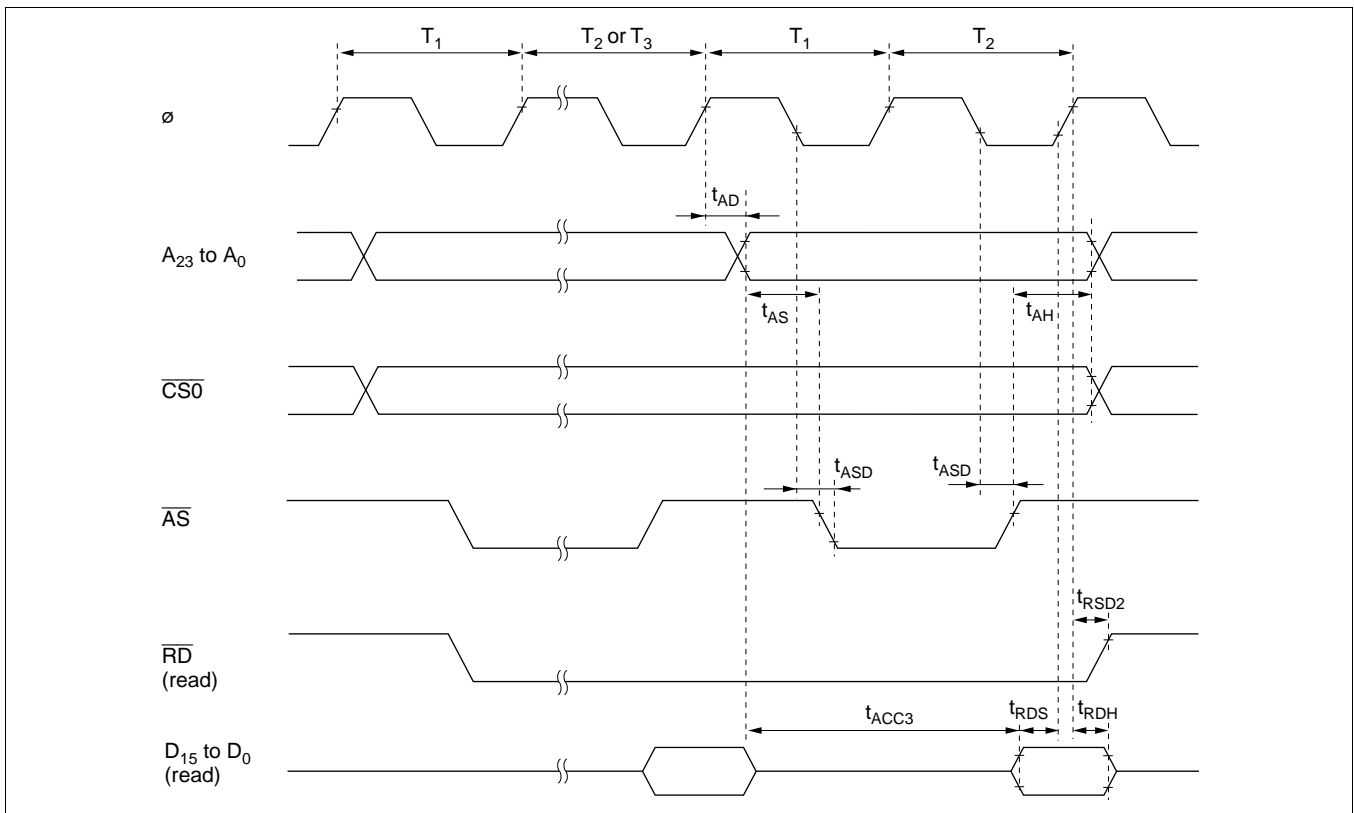 T1 T2 or T3 T1 T2
ø
tAD
A23 to A0
tAS tAH
CS0
tASD tASD
AS
tRSD2
RD
(read)
tACC3 tRDS tRDH
D15 to D0
(read)